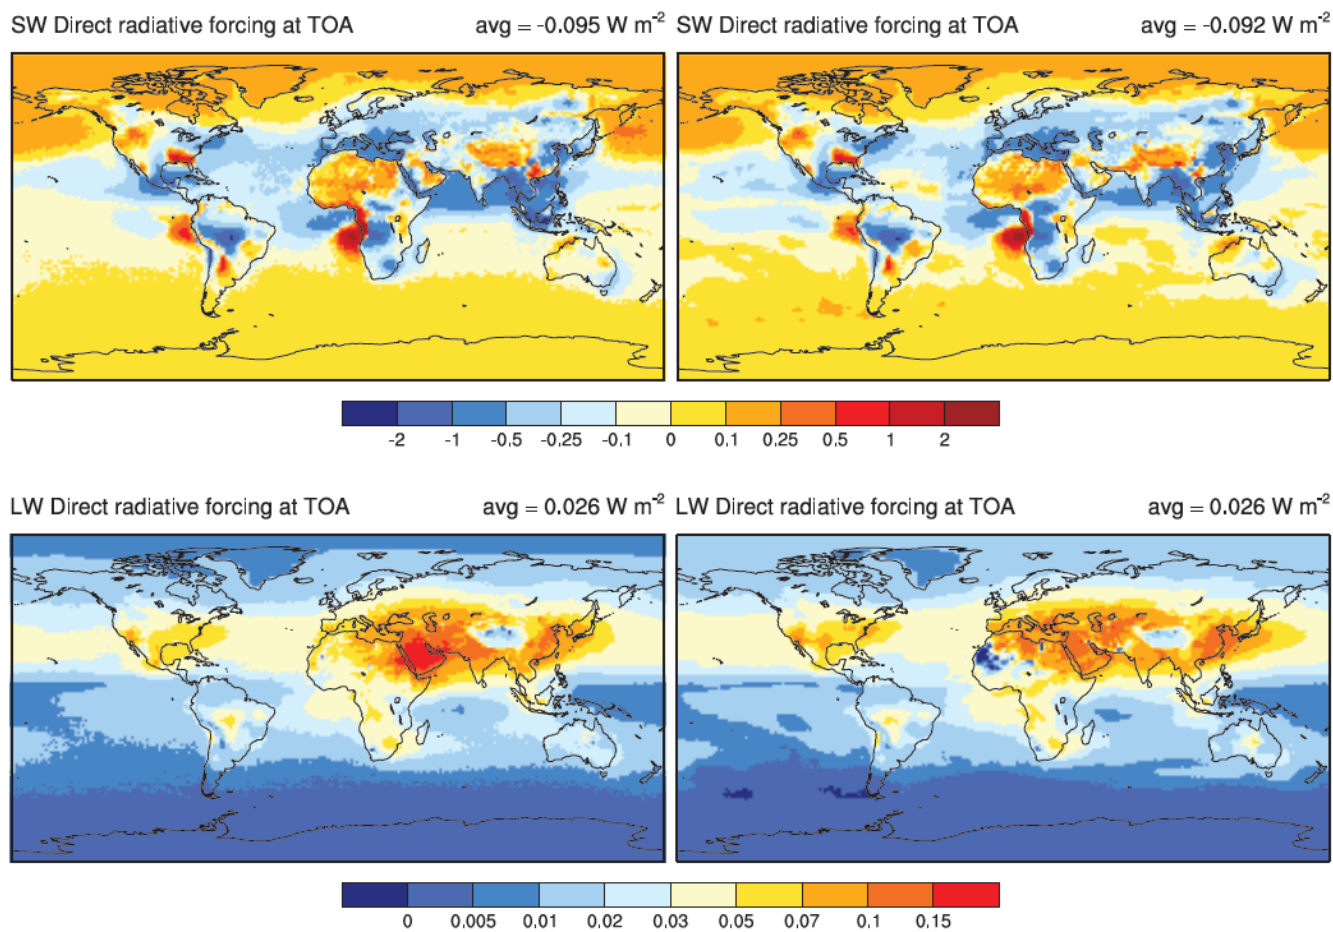 SW Direct radiative forcing at TOA avg = -0.095 W m-2
SW Direct radiative forcing at TOA avg = -0.092 W m-2
-2 -1 -0.5 -0.25 -0.1 0 0.1 0.25 0.5 1 2
LW Direct radiative forcing at TOA avg = 0.026 W m-2
LW Direct radiative forcing at TOA avg = 0.026 W m-2
0 0.005 0.01 0.02 0.03 0.05 0.07 0.1 0.15